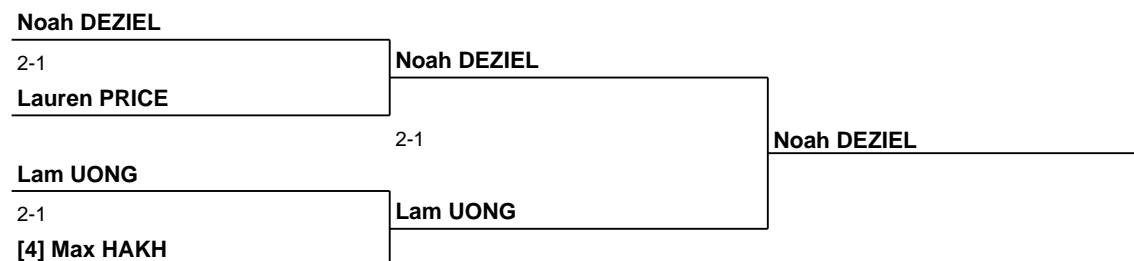 Noah DEZIEL
2-1
Noah DEZIEL
Lauren PRICE
2-1
Noah DEZIEL
Lam UONG
2-1
Lam UONG
[4] Max HAKH